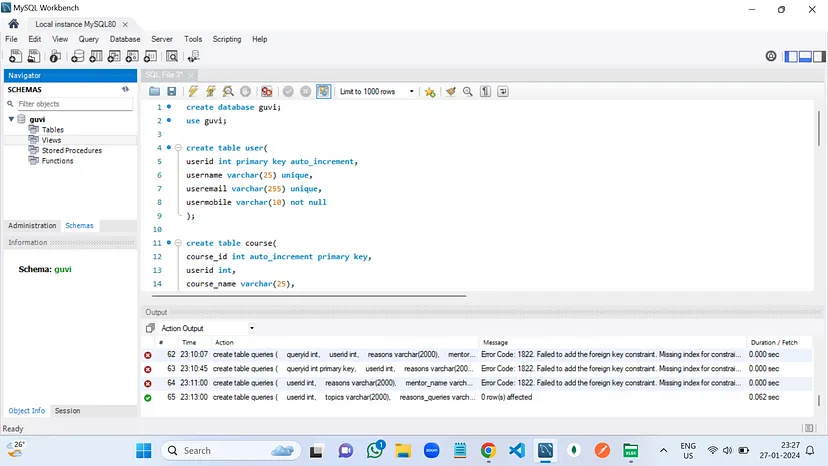 MySQL Workbench
Local instance MySQL80
File Edit View Query Database Server Tools Scripting Help
Navigator
SCHEMAS
Filter objects
guvi
Tables
Views
Stored Procedures
Functions
Administration Schemas
Information
Schema: guvi
Object Info Session
SQL File 3*
Limit to 1000 rows
1 create database guvi;
2 use guvi;
3
4 create table user(
5 userid int primary key auto_increment,
6 username varchar(25) unique,
7 useremail varchar(255) unique,
8 usermobile varchar(10) not null
9 );
10
11 create table course(
12 course_id int auto_increment primary key,
13 userid int,
14 course_name varchar(25),
Output
Action Output
# Time Action Message Duration / Fetch
62 23:10:07 create table queries ( queryid int, userid int, reasons varchar(2000), mentor... Error Code: 1822. Failed to add the foreign key constraint. Missing index for constrai... 0.000 sec
63 23:10:45 create table queries ( queryid int primary key, userid int, reasons varchar(200... Error Code: 1822. Failed to add the foreign key constraint. Missing index for constrai... 0.000 sec
64 23:11:00 create table queries ( userid int, reasons varchar(2000), mentor_name varch... Error Code: 1822. Failed to add the foreign key constraint. Missing index for constrai... 0.000 sec
65 23:13:00 create table queries ( userid int, topics varchar(2000), reasons_queries varch... 0 row(s) affected 0.062 sec
Ready
26°
Search
zoom
1
ENG
US
23:27
27-01-2024